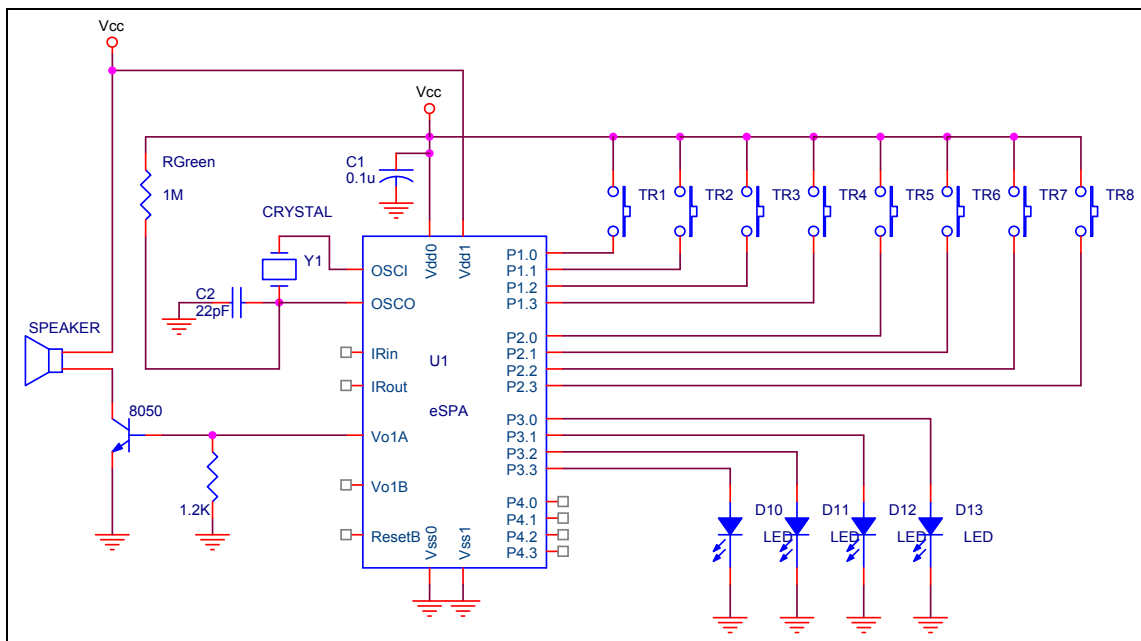 Vcc
Vcc
RGreen
1M
C1
0.1u
TR1
TR2
TR3
TR4
TR5
TR6
TR7
TR8
CRYSTAL
Y1
C2
22pF
SPEAKER
8050
1.2K
Vdd0
Vdd1
OSCI
OSCO
IRin
IRout
Vo1A
Vo1B
ResetB
U1
eSPA
Vss0
Vss1
P1.0
P1.1
P1.2
P1.3
P2.0
P2.1
P2.2
P2.3
P3.0
P3.1
P3.2
P3.3
P4.0
P4.1
P4.2
P4.3
D10
LED
D11
LED
D12
LED
D13
LED